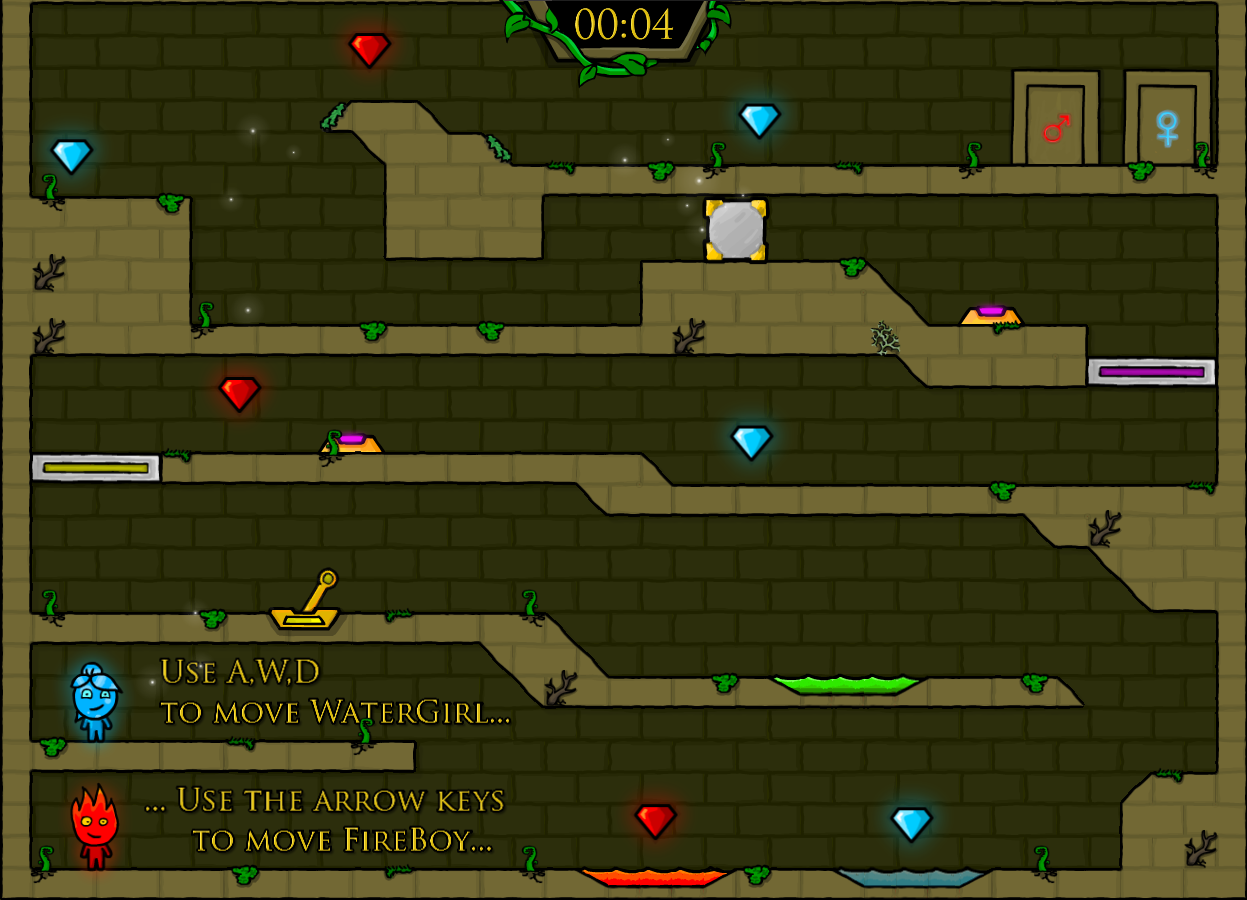 00:04
Use A,W,D
to move WaterGirl...
... Use the arrow keys
to move FireBoy...